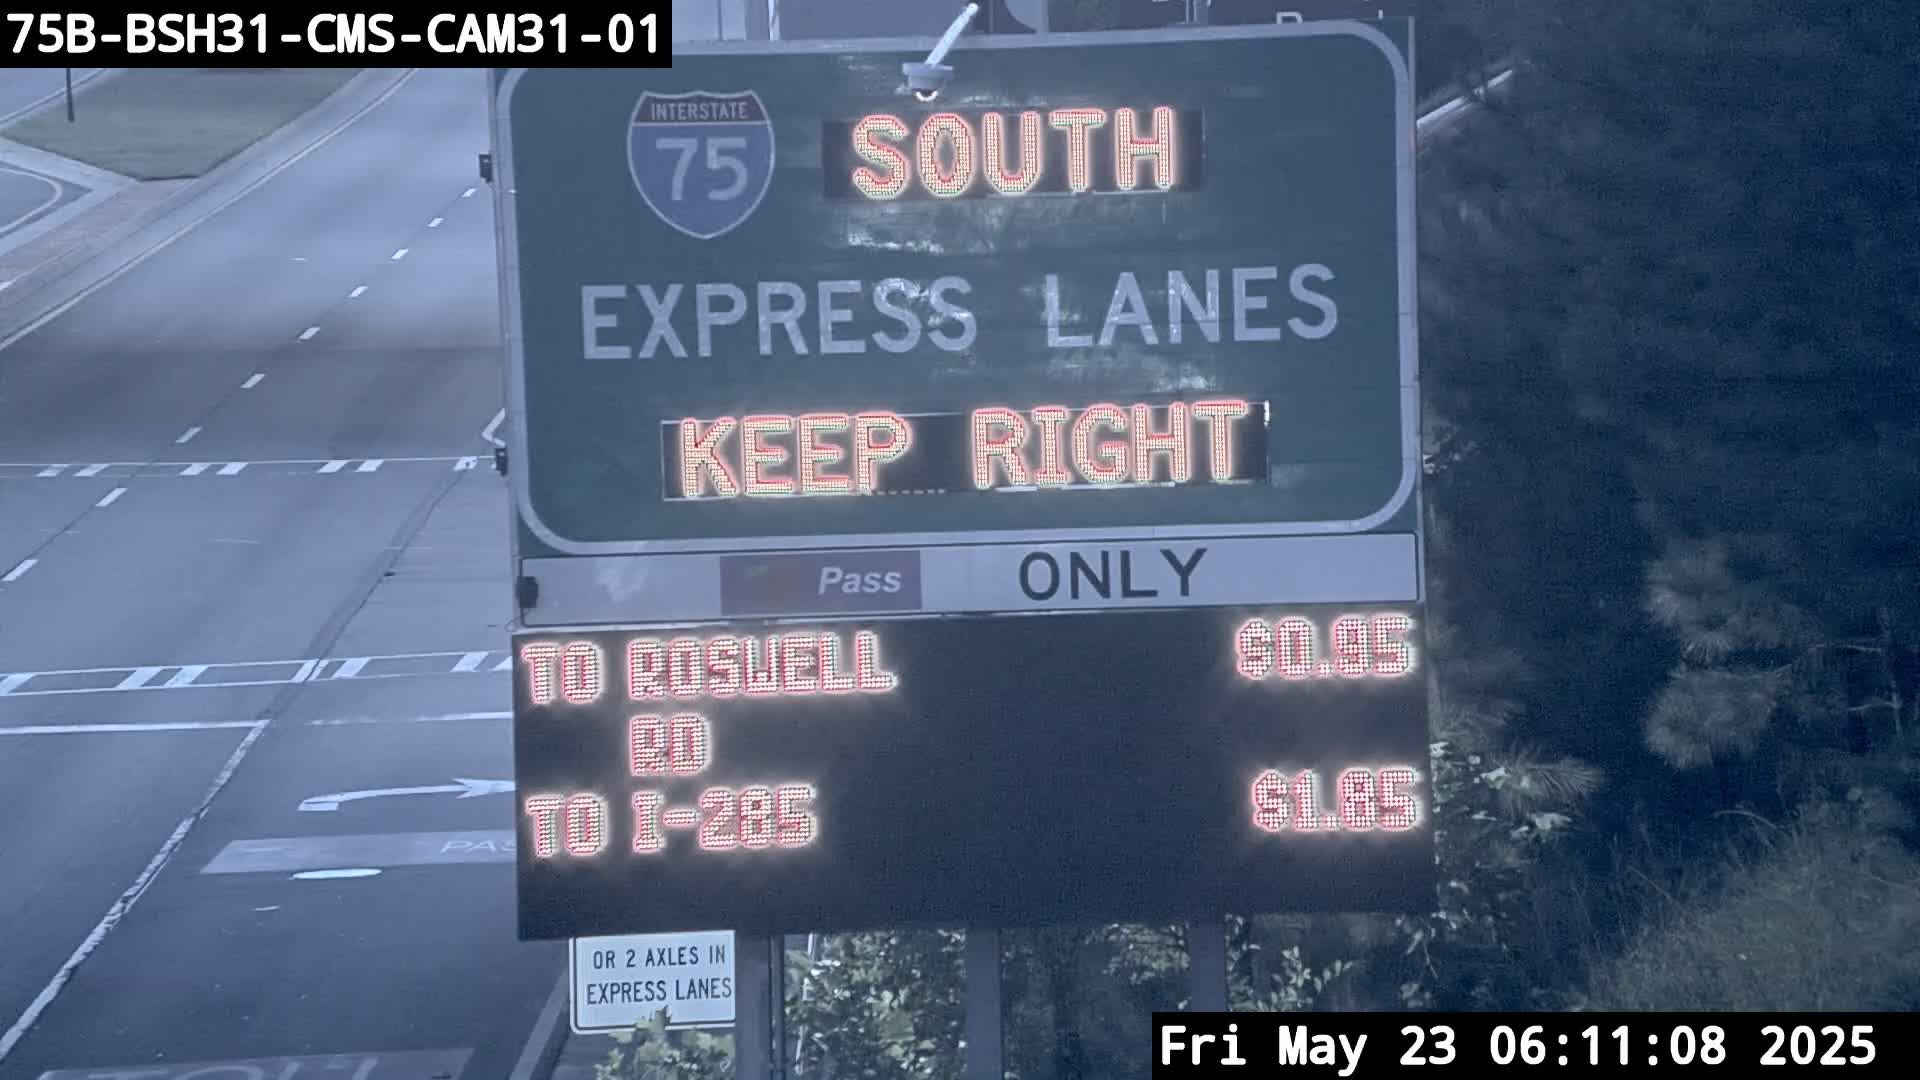 75B-BSH31-CMS-CAM31-01
INTERSTATE
75
SOUTH
EXPRESS LANES
KEEP RIGHT
Pass ONLY
TO ROSWELL $0.95
RD
TO I-285 $1.85
OR 2 AXLES IN
EXPRESS LANES
Fri May 23 06:11:08 2025